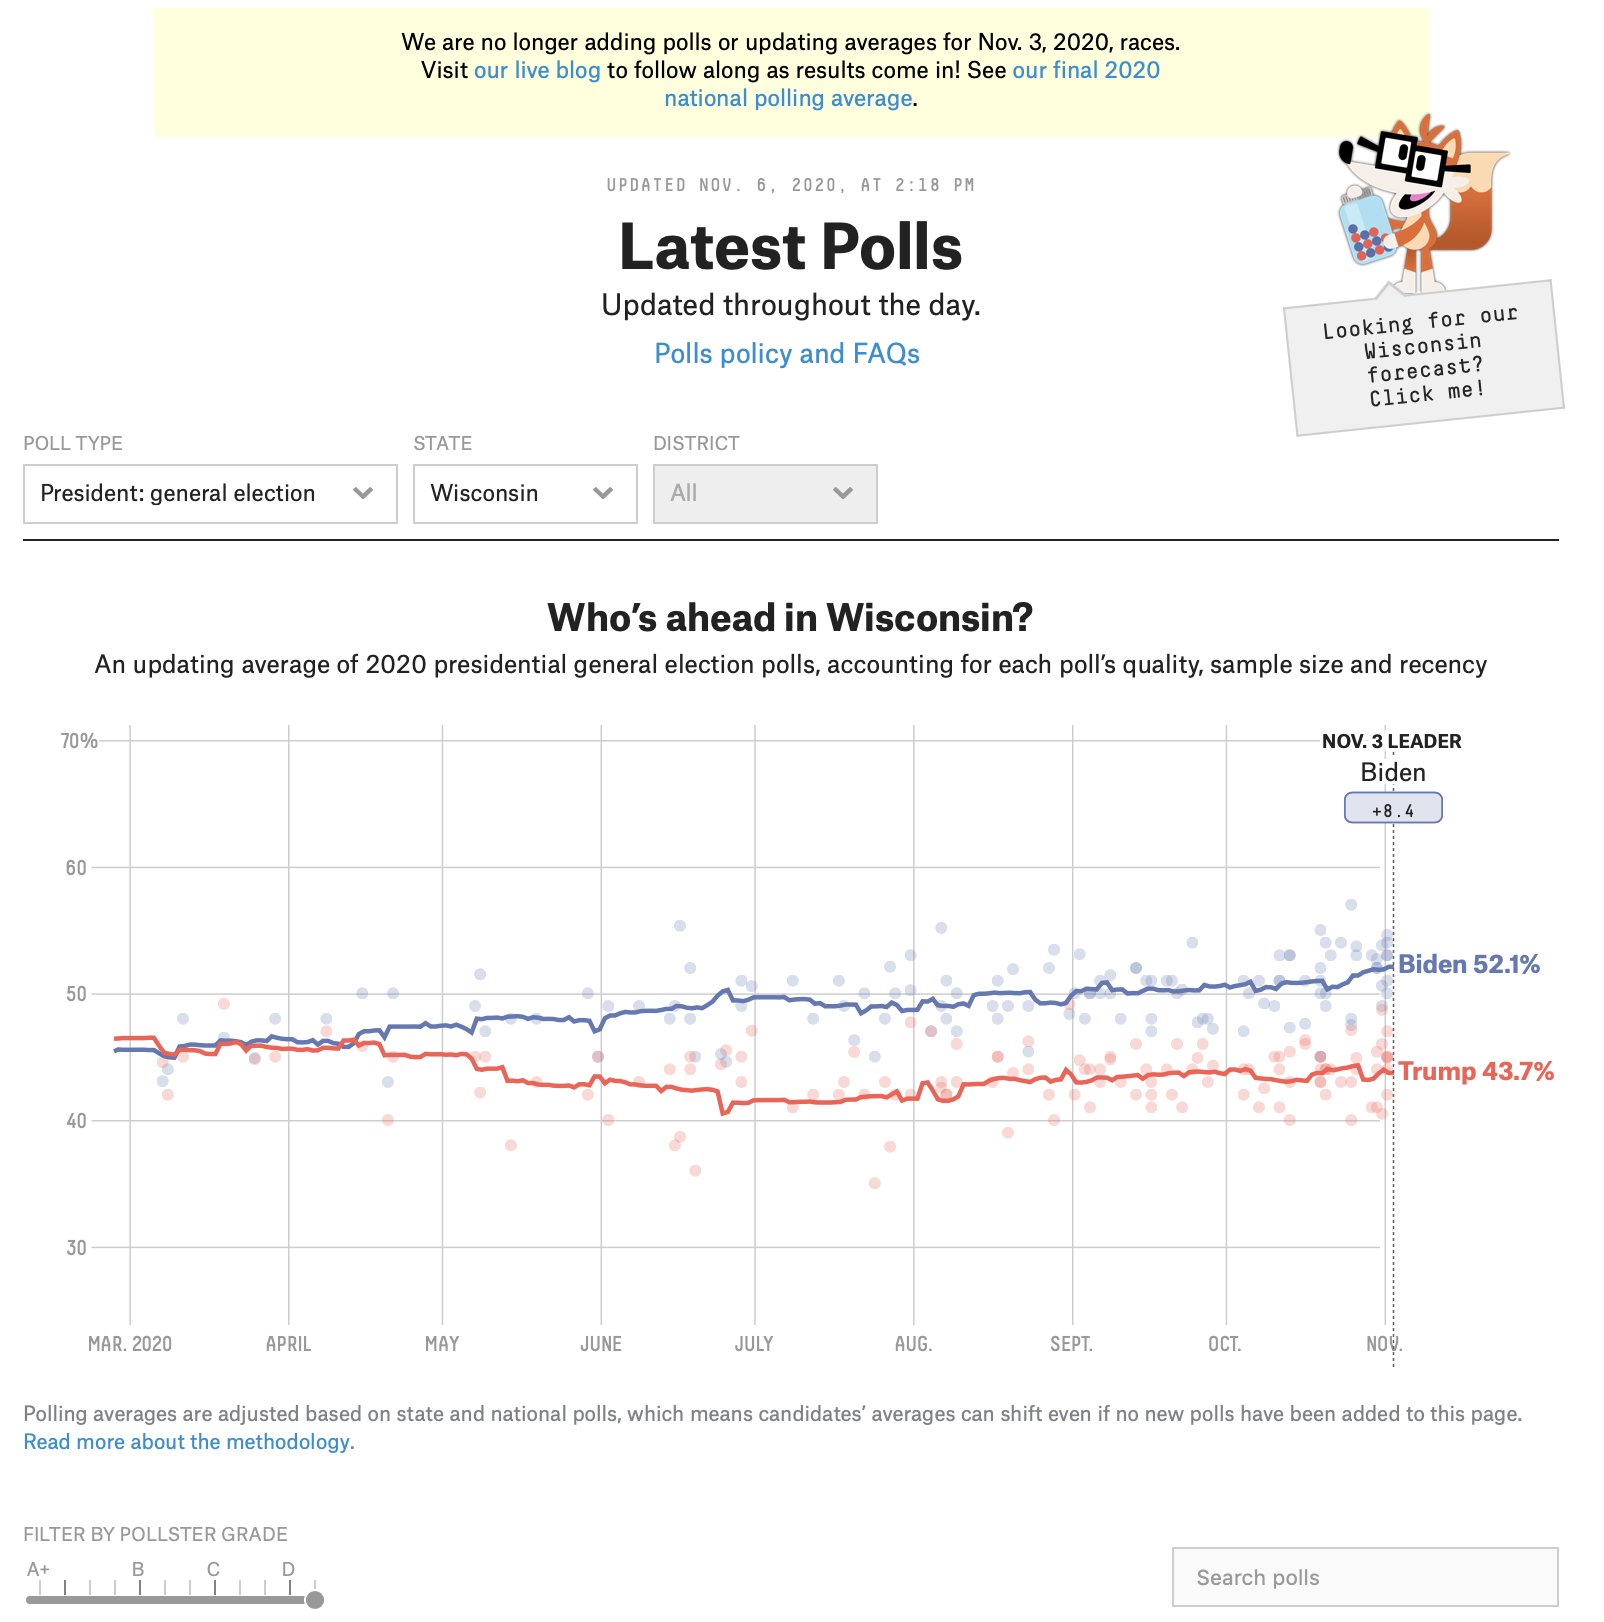 We are no longer adding polls or updating averages for Nov. 3, 2020, races.
Visit our live blog to follow along as results come in! See our final 2020
national polling average.
UPDATED NOV. 6, 2020, AT 2:18 PM
Latest Polls
Updated throughout the day.
Polls policy and FAQs
Looking for our
Wisconsin
forecast?
Click me!
POLL TYPE STATE DISTRICT
President: general election Wisconsin All
Who’s ahead in Wisconsin?
An updating average of 2020 presidential general election polls, accounting for each poll’s quality, sample size and recency
70% NOV. 3 LEADER
Biden
+8.4
60
Biden 52.1%
50
Trump 43.7%
40
30
MAR. 2020 APRIL MAY JUNE JULY AUG. SEPT. OCT. NOV.
Polling averages are adjusted based on state and national polls, which means candidates’ averages can shift even if no new polls have been added to this page.
Read more about the methodology.
FILTER BY POLLSTER GRADE
A+ B C D
Search polls